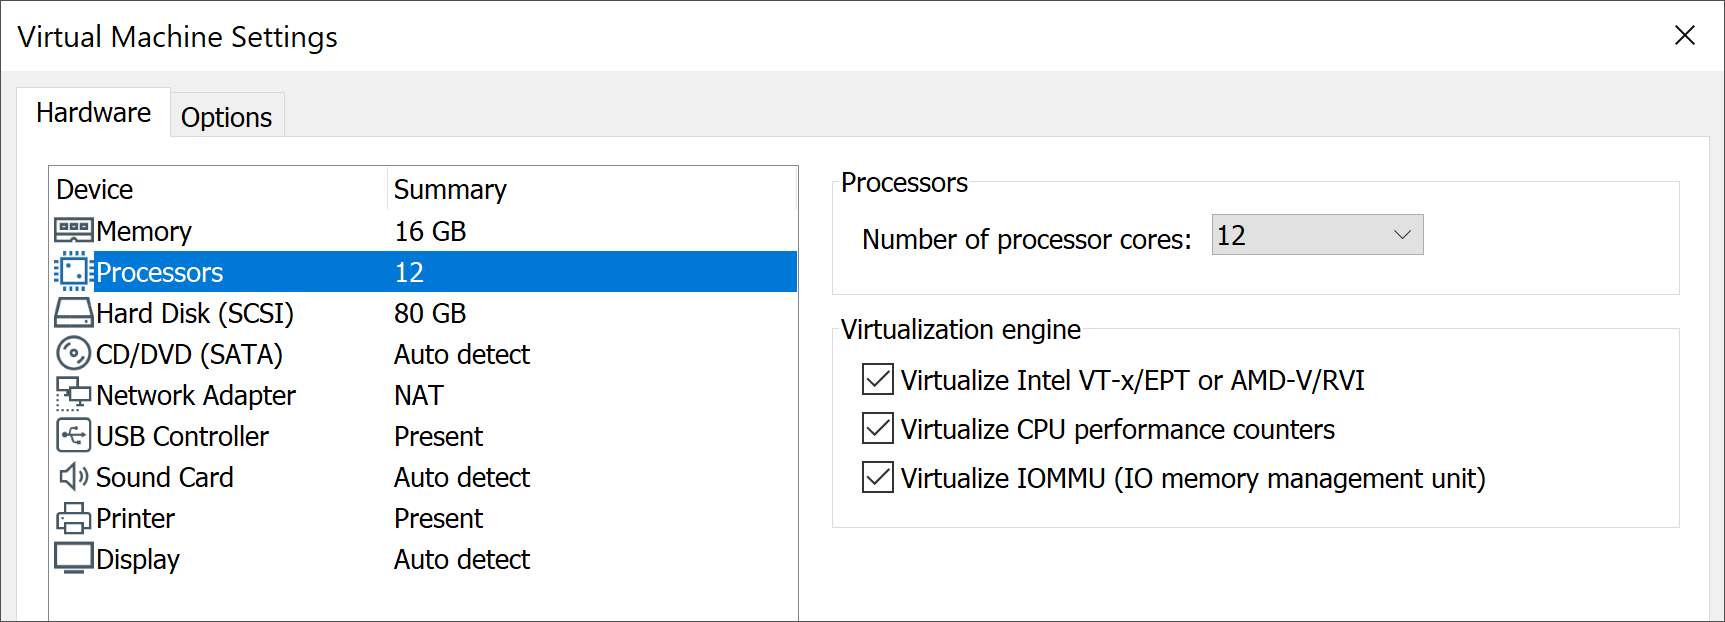 Virtual Machine Settings
Hardware
Options
Device Summary
Memory 16 GB
Processors 12
Hard Disk (SCSI) 80 GB
CD/DVD (SATA) Auto detect
Network Adapter NAT
USB Controller Present
Sound Card Auto detect
Printer Present
Display Auto detect
Processors
Number of processor cores: 12
Virtualization engine
Virtualize Intel VT-x/EPT or AMD-V/RVI
Virtualize CPU performance counters
Virtualize IOMMU (IO memory management unit)